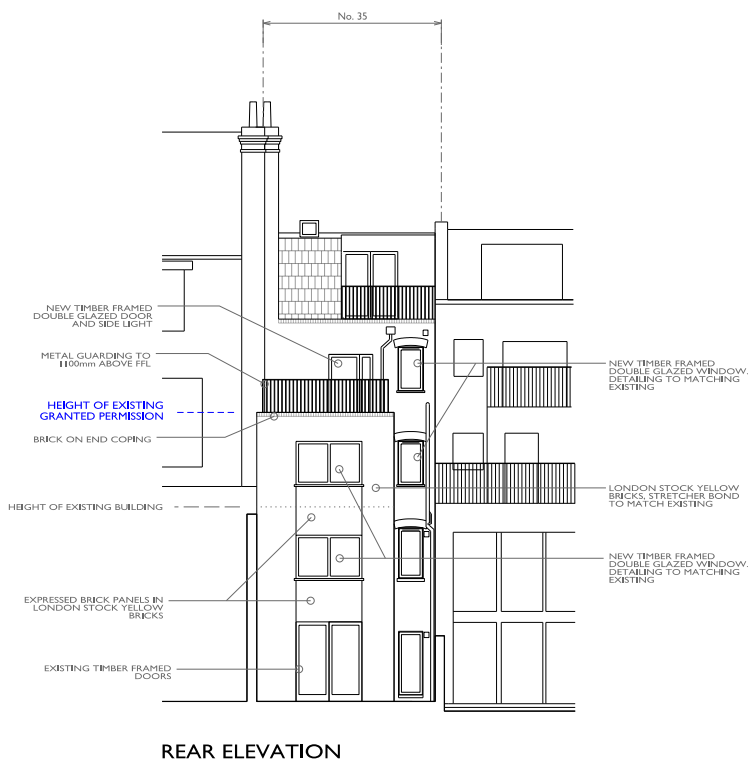 No. 35
NEW TIMBER FRAMED
DOUBLE GLAZED DOOR
AND SIDE LIGHT
METAL GUARDING TO
1100mm ABOVE FFL
HEIGHT OF EXISTING
GRANTED PERMISSION
BRICK ON END COPING
HEIGHT OF EXISTING BUILDING
EXPRESSED BRICK PANELS IN
LONDON STOCK YELLOW
BRICKS
EXISTING TIMBER FRAMED
DOORS
NEW TIMBER FRAMED
DOUBLE GLAZED WINDOW.
DETAILING TO MATCHING
EXISTING
LONDON STOCK YELLOW
BRICKS, STRETCHER BOND
TO MATCH EXISTING
NEW TIMBER FRAMED
DOUBLE GLAZED WINDOW.
DETAILING TO MATCHING
EXISTING
REAR ELEVATION